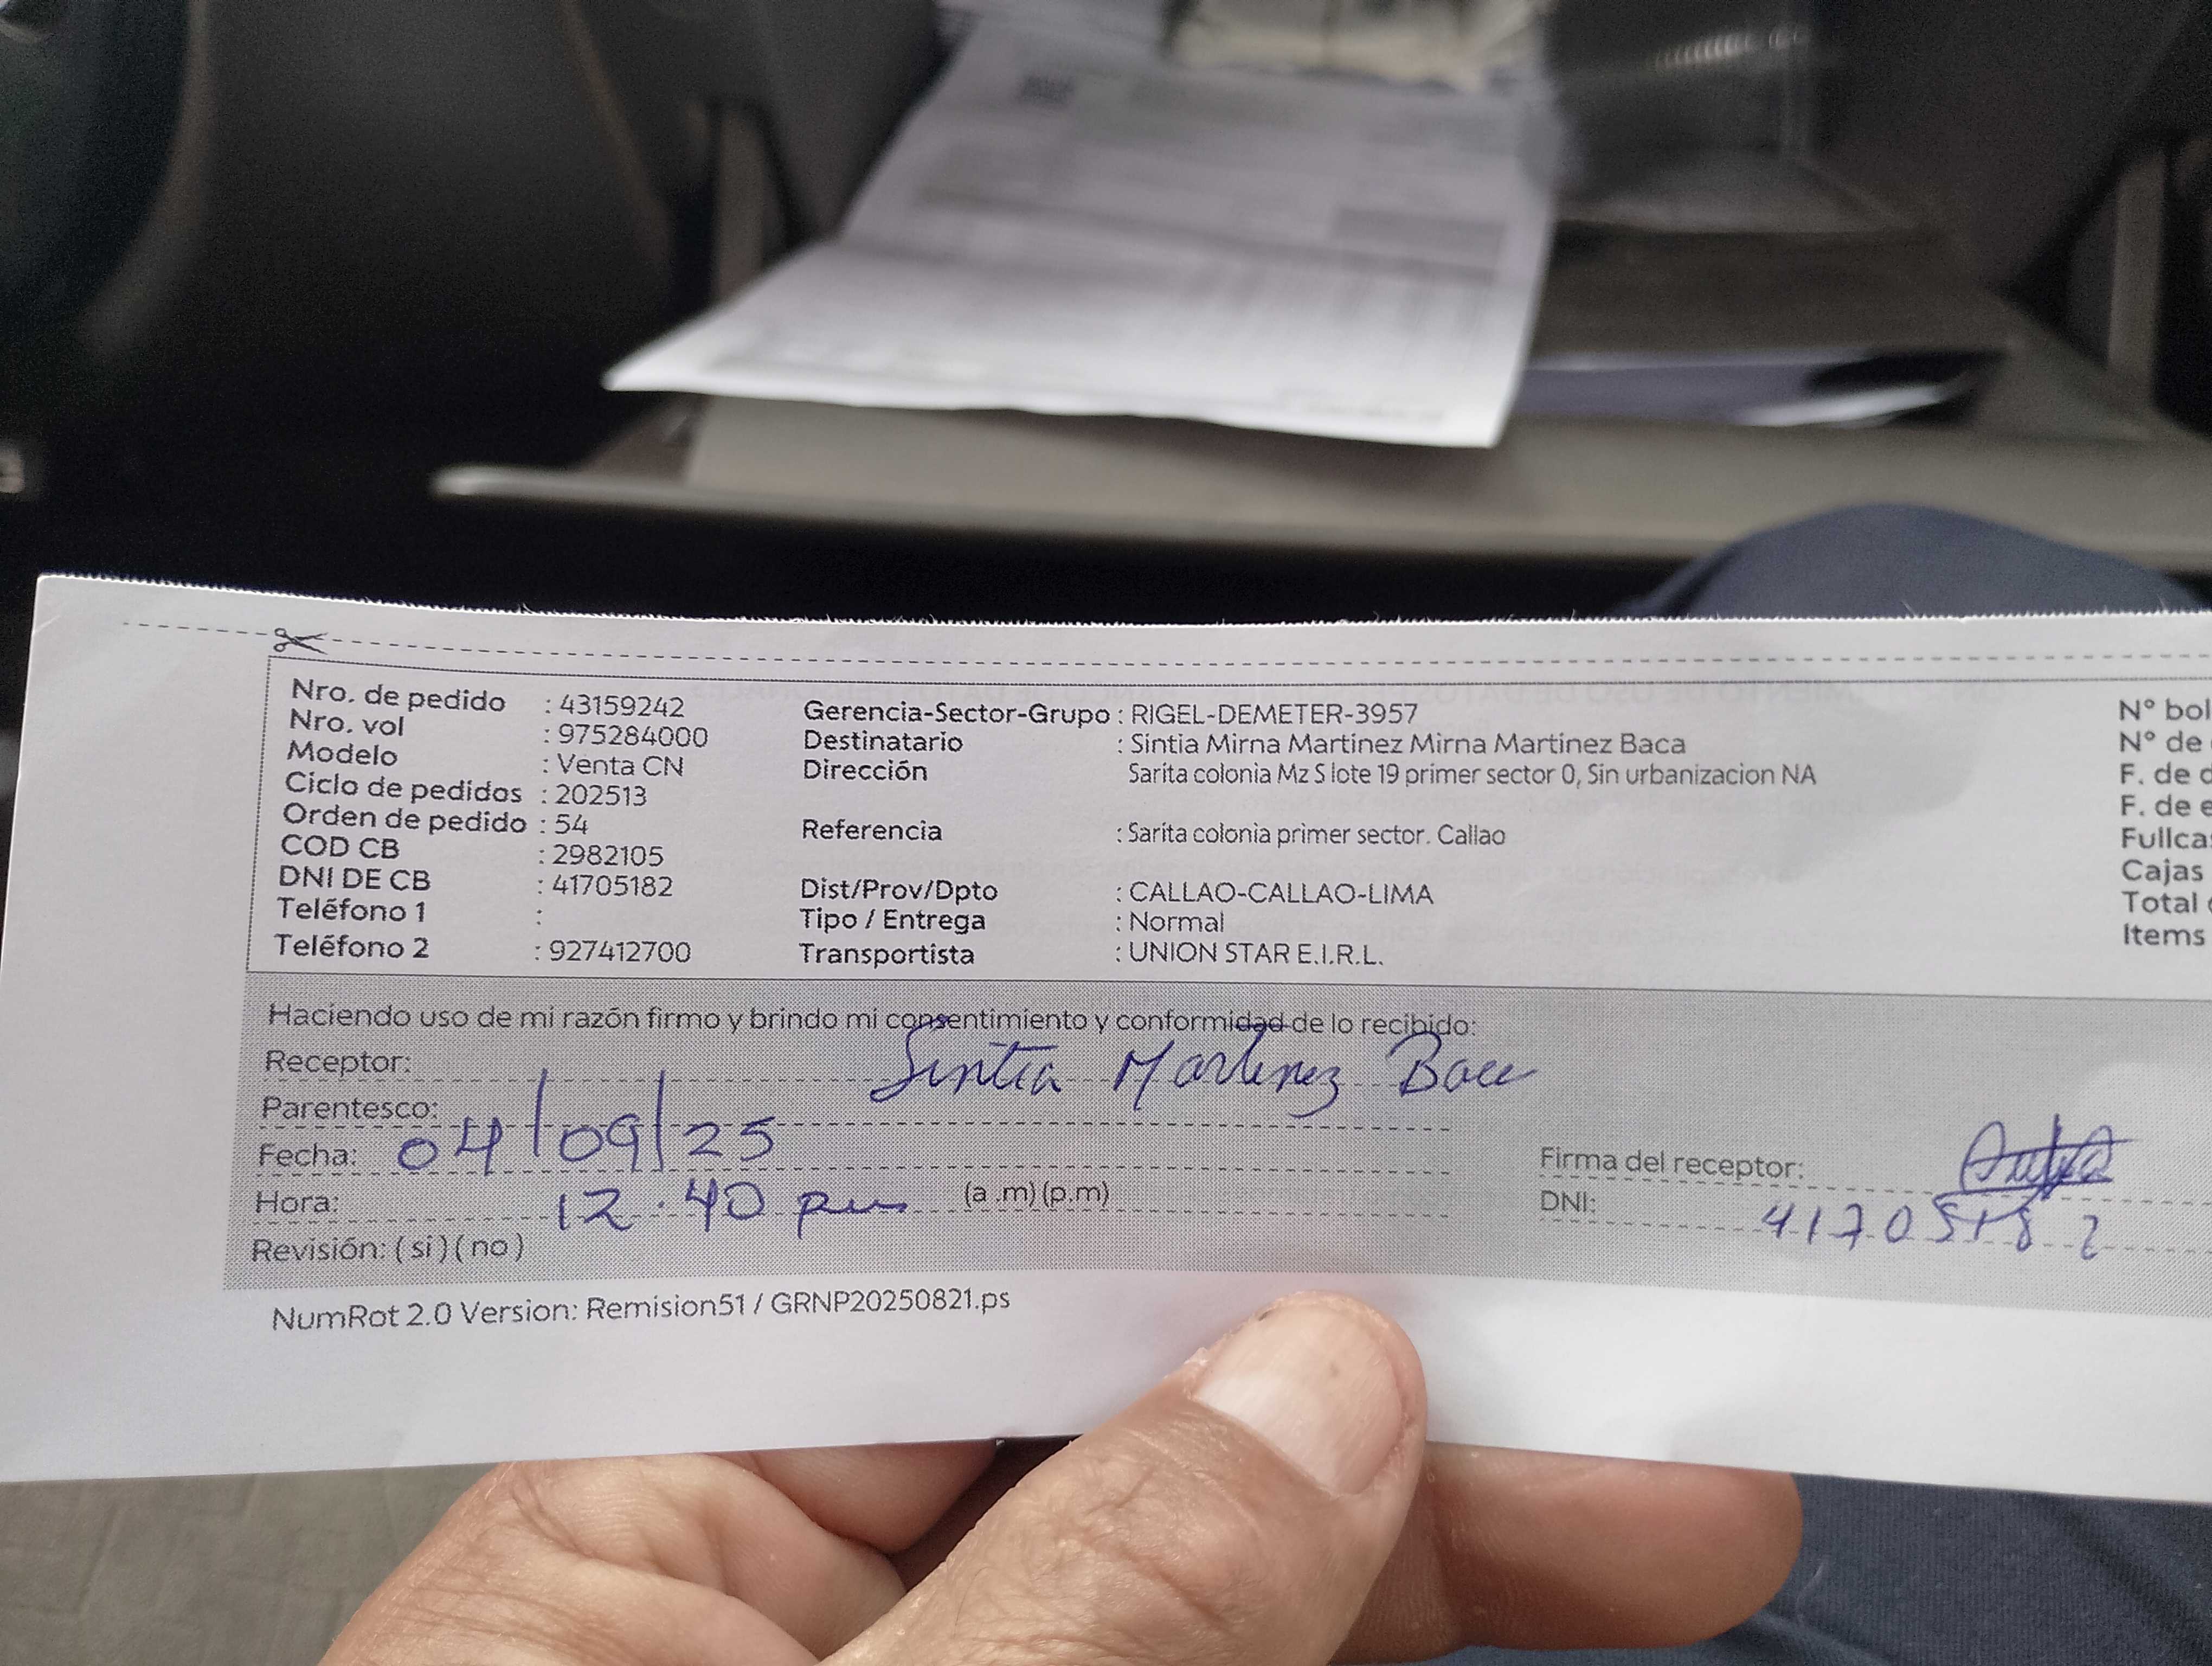 Nro. de pedido : 43159242
Nro. vol : 975284000
Modelo : Venta CN
Ciclo de pedidos : 202513
Orden de pedido : 54
COD CB : 2982105
DNI DE CB : 41705182
Teléfono 1 :
Teléfono 2 : 927412700
Gerencia-Sector-Grupo : RIGEL-DEMETER-3957
Destinatario : Sintia Mirna Martinez Mirna Martinez Baca
Dirección Sarita colonia Mz S lote 19 primer sector 0, Sin urbanizacion NA
Referencia : Sarita colonia primer sector. Callao
Dist/Prov/Dpto : CALLAO-CALLAO-LIMA
Tipo / Entrega : Normal
Transportista : UNION STAR E.I.R.L.
N° bol
N° de
F. de d
F. de e
Fullca
Cajas
Total
Items
Haciendo uso de mi razón firmo y brindo mi consentimiento y conformidad de lo recibido:
Receptor: Sintia Martinez Baca
Parentesco:
Fecha: 04/09/25
Hora: 12.40 pm (a .m) (p.m)
Revisión: ( si ) ( no )
Firma del receptor:
DNI: 41705182
NumRot 2.0 Version: Remision51 / GRNP20250821.ps